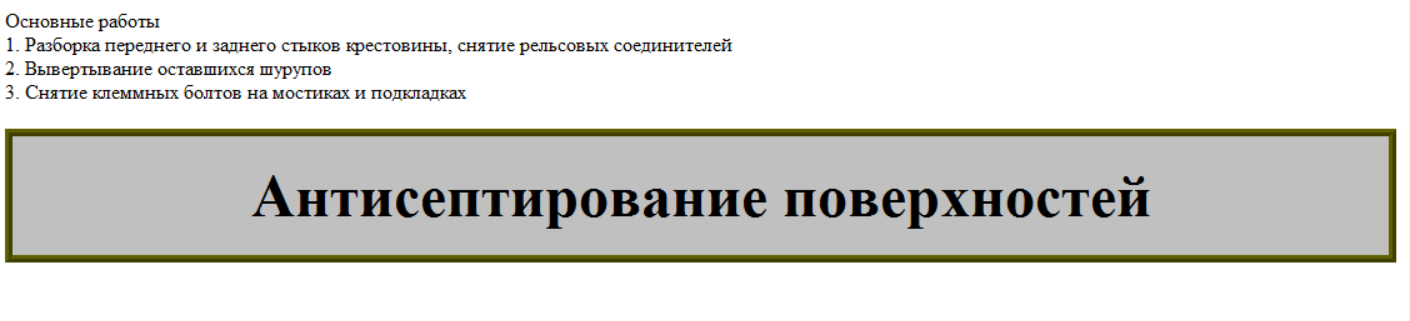 Основные работы
1. Разборка переднего и заднего стыков крестовины, снятие рельсовых соединителей
2. Вывертывание оставшихся шурупов
3. Снятие клеммных болтов на мостиках и подкладках
Антисептирование поверхностей